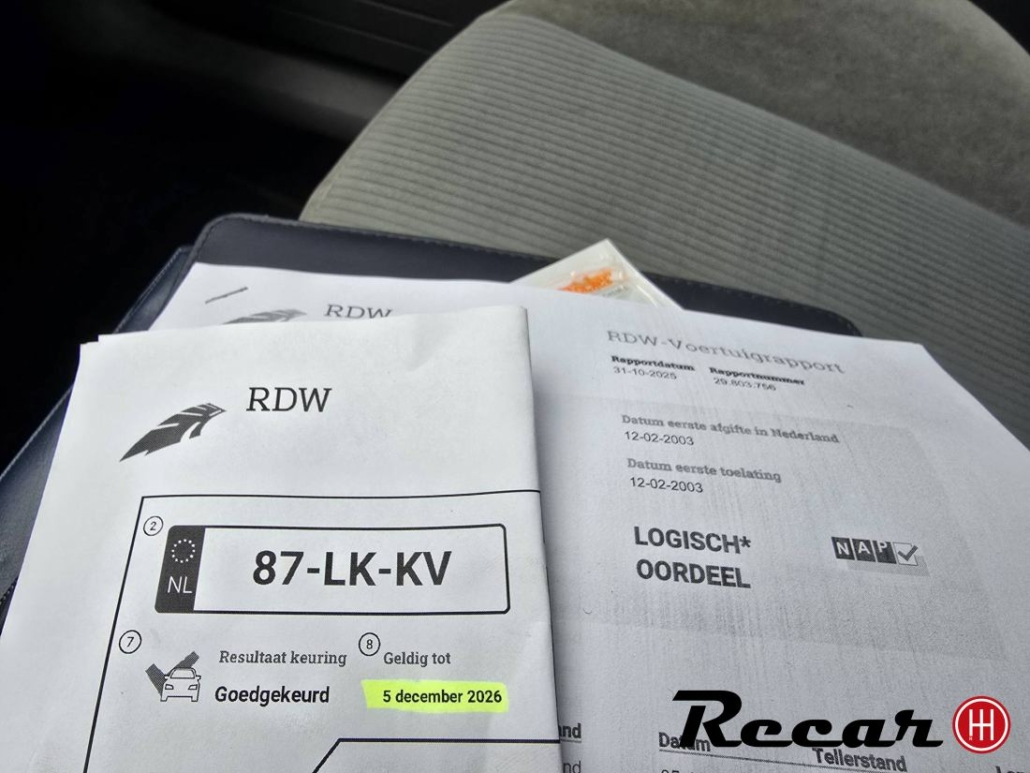 RDW
RDW
2
NL
87-LK-KV
7
Resultaat keuring
Goedgekeurd
8
Geldig tot
5 december 2026
RDW-Voertuigrapport
Rapportdatum
Rapportnummer
31-10-2025
29.803.756
Datum eerste afgifte in Nederland
12-02-2003
Datum eerste toelating
12-02-2003
LOGISCH*
OORDEEL
NAP
Datum
Tellerstand
Recar